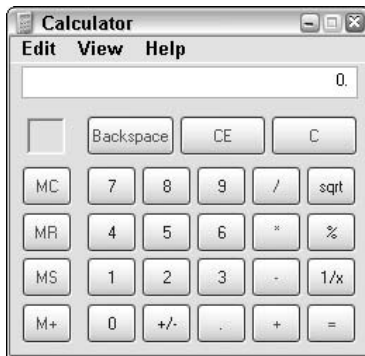 Calculator
Edit View Help
0.
Backspace CE C
MC 7 8 9 / sqrt
MR 4 5 6 * %
MS 1 2 3 - 1/x
M+ 0 +/- . + =